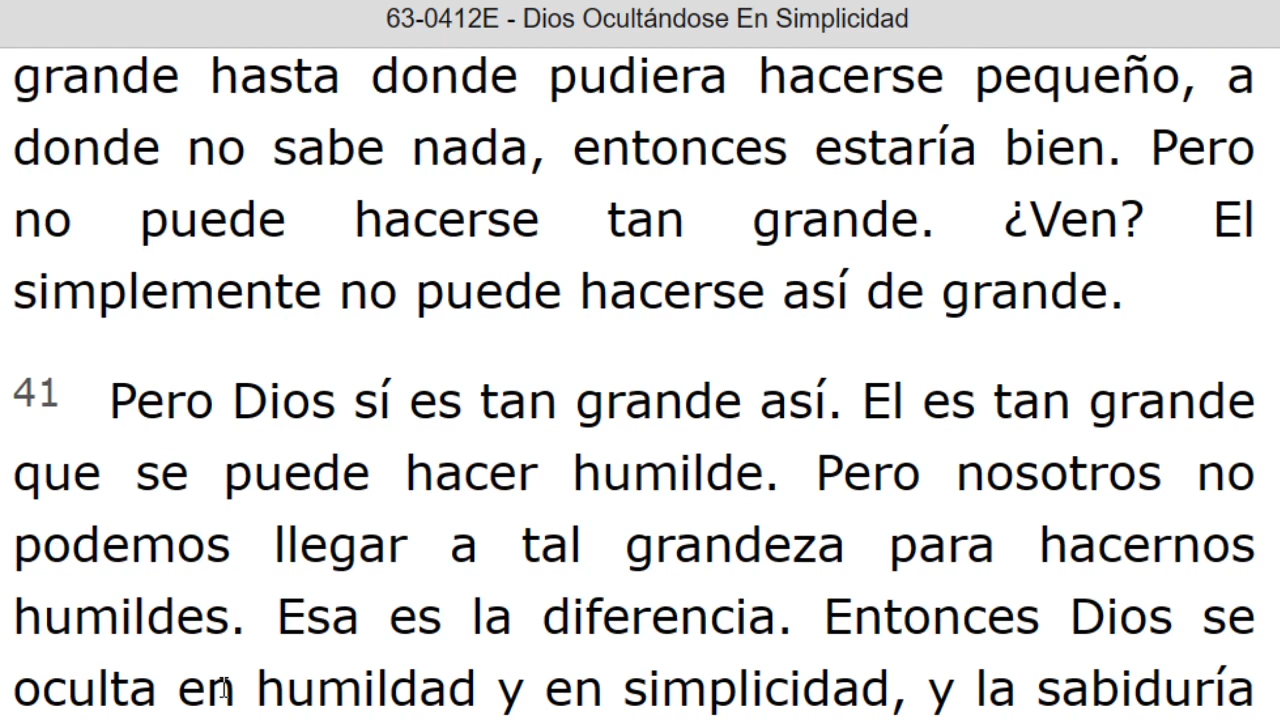 63-0412E - Dios Ocultándose En Simplicidad
grande hasta donde pudiera hacerse pequeño, a
donde no sabe nada, entonces estaría bien. Pero
no puede hacerse tan grande. ¿Ven? El
simplemente no puede hacerse así de grande.
41 Pero Dios sí es tan grande así. El es tan grande
que se puede hacer humilde. Pero nosotros no
podemos llegar a tal grandeza para hacernos
humildes. Esa es la diferencia. Entonces Dios se
oculta en humildad y en simplicidad, y la sabiduría